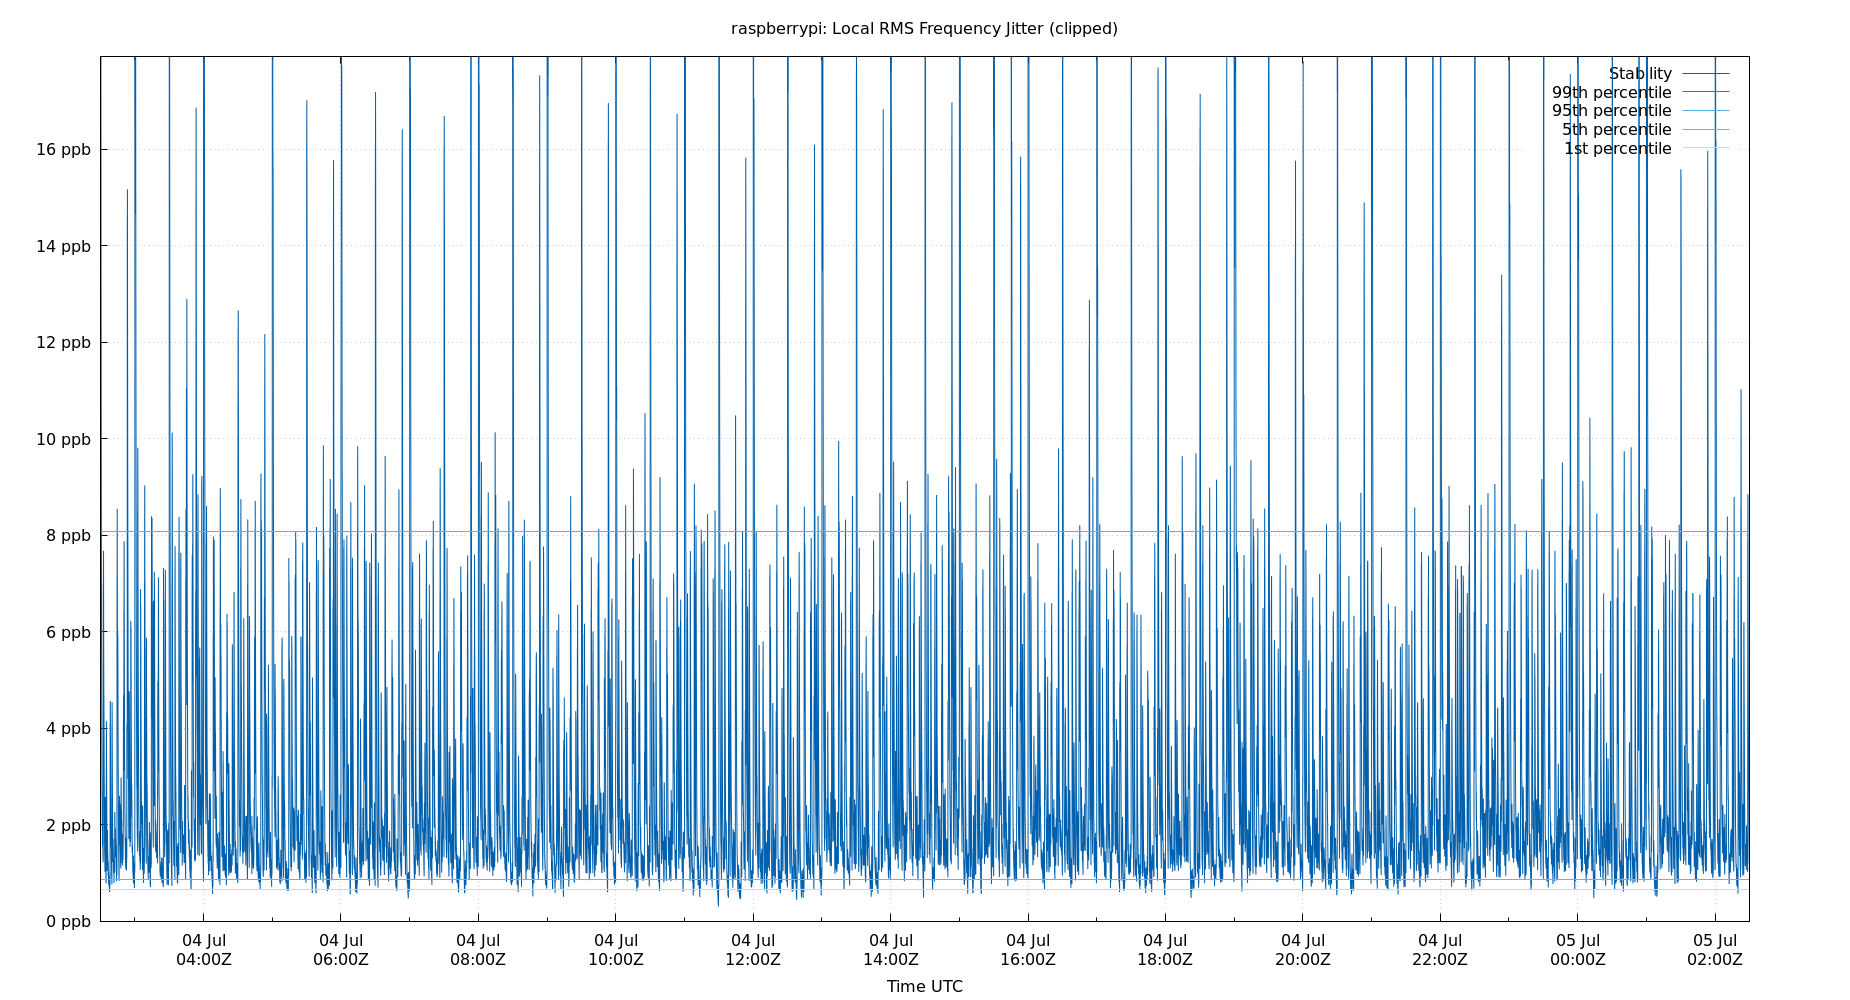 raspberrypi: Local RMS Frequency Jitter (clipped)
Stability
99th percentile
95th percentile
5th percentile
1st percentile
16 ppb
14 ppb
12 ppb
10 ppb
8 ppb
6 ppb
4 ppb
2 ppb
0 ppb
04 Jul 04 Jul 04 Jul 04 Jul 04 Jul 04 Jul 04 Jul 04 Jul 04 Jul 04 Jul 05 Jul 05 Jul
04:00Z 06:00Z 08:00Z 10:00Z 12:00Z 14:00Z 16:00Z 18:00Z 20:00Z 22:00Z 00:00Z 02:00Z
Time UTC